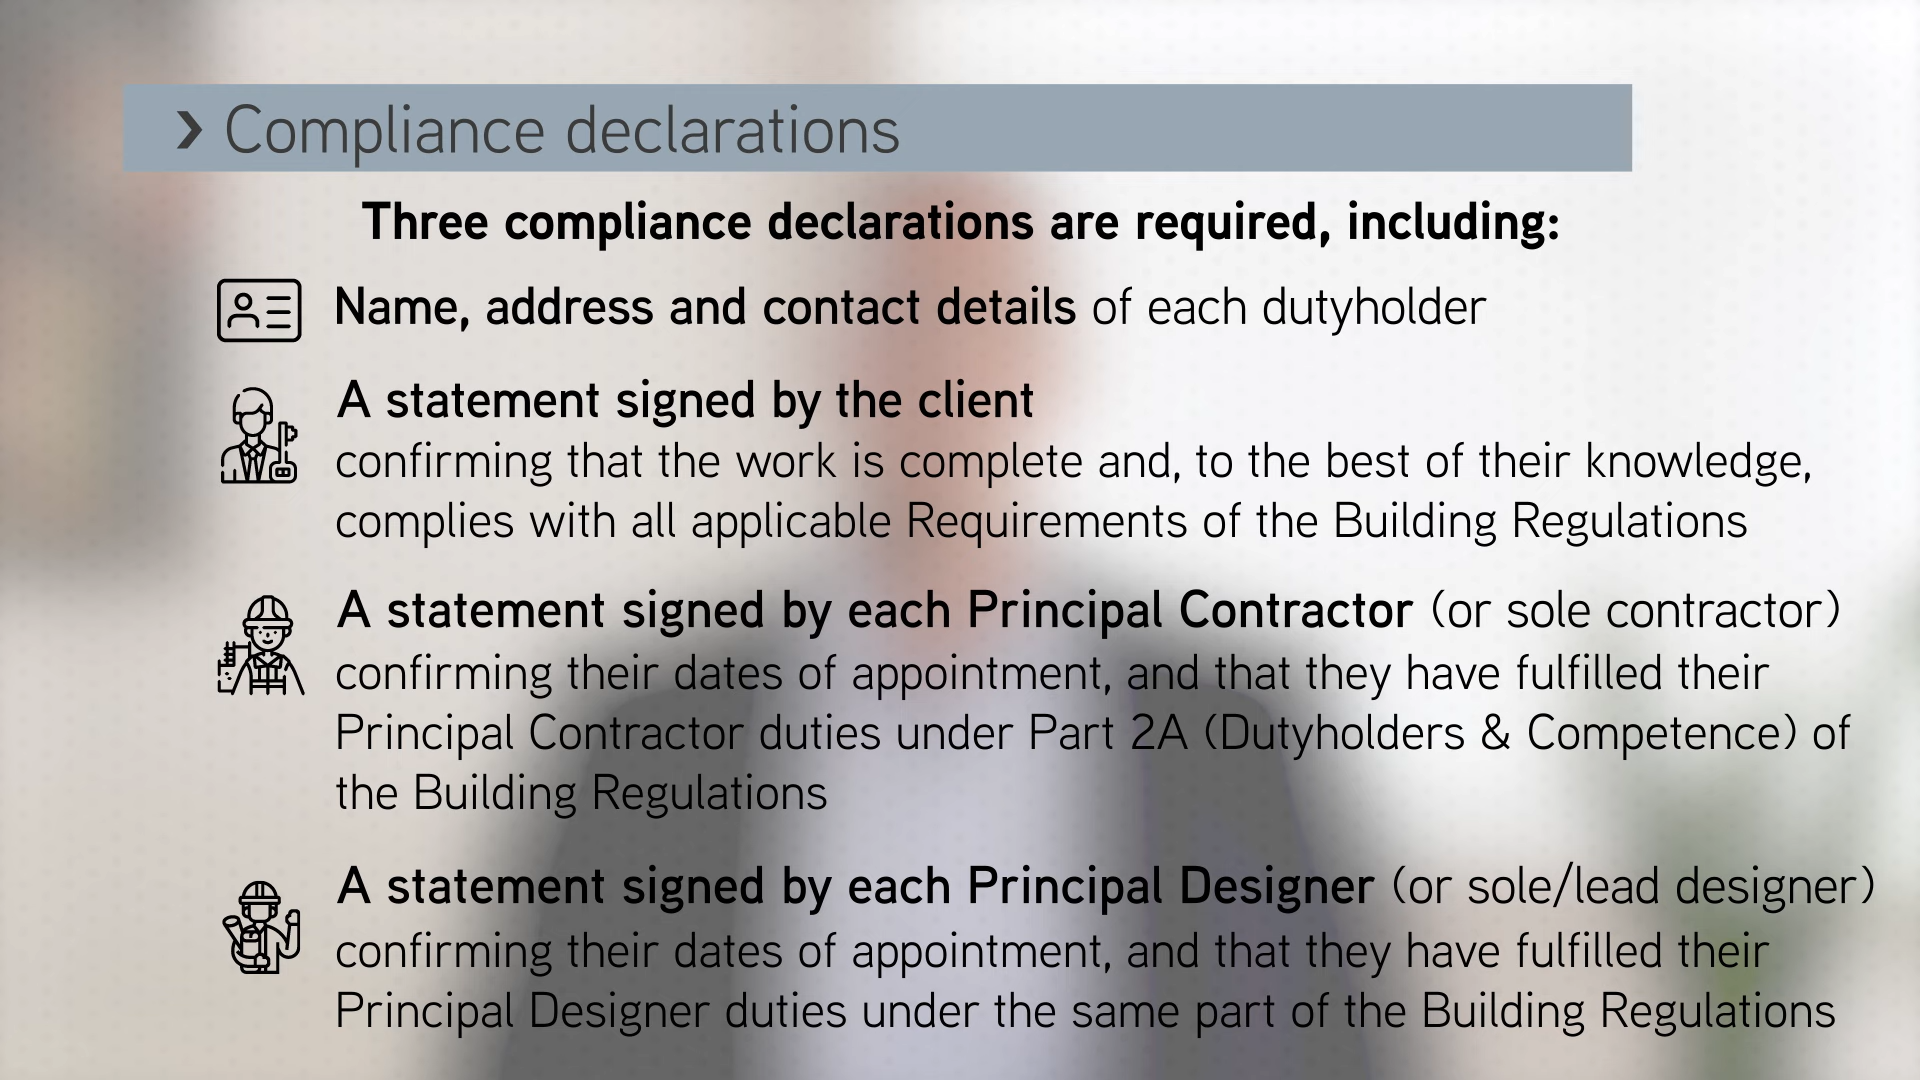 Compliance declarations
Three compliance declarations are required, including:
Name, address and contact details of each dutyholder
A statement signed by the client
confirming that the work is complete and, to the best of their knowledge,
complies with all applicable Requirements of the Building Regulations
A statement signed by each Principal Contractor (or sole contractor)
confirming their dates of appointment, and that they have fulfilled their
Principal Contractor duties under Part 2A (Dutyholders & Competence) of
the Building Regulations
A statement signed by each Principal Designer (or sole/lead designer)
confirming their dates of appointment, and that they have fulfilled their
Principal Designer duties under the same part of the Building Regulations